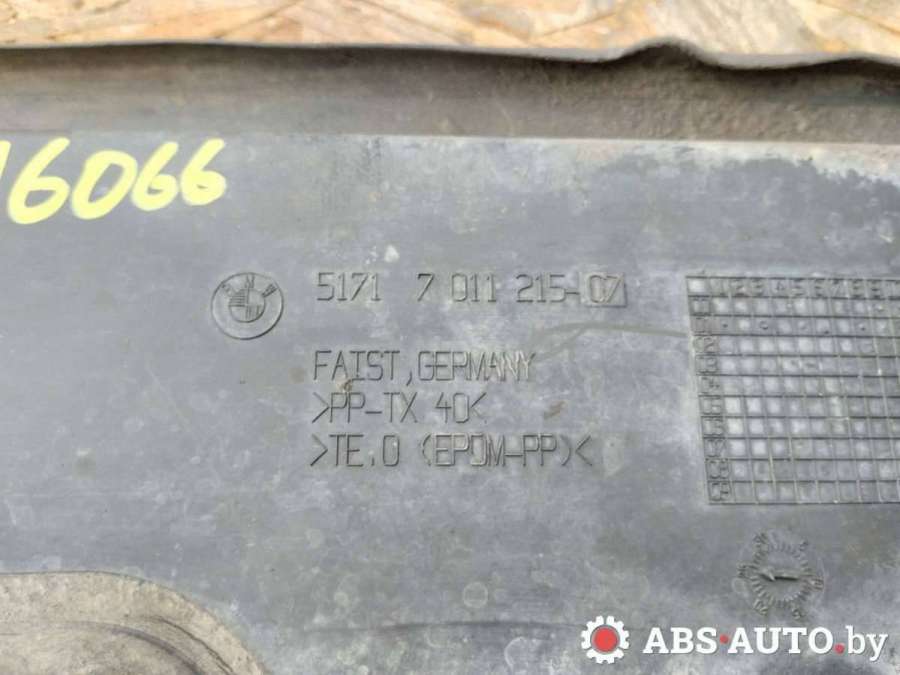 16066
5171 7 011 215-07
FAIST,GERMANY
>PP-TX 40<
>TE.O (EPDM-PP)<
ABS-AUTO.by